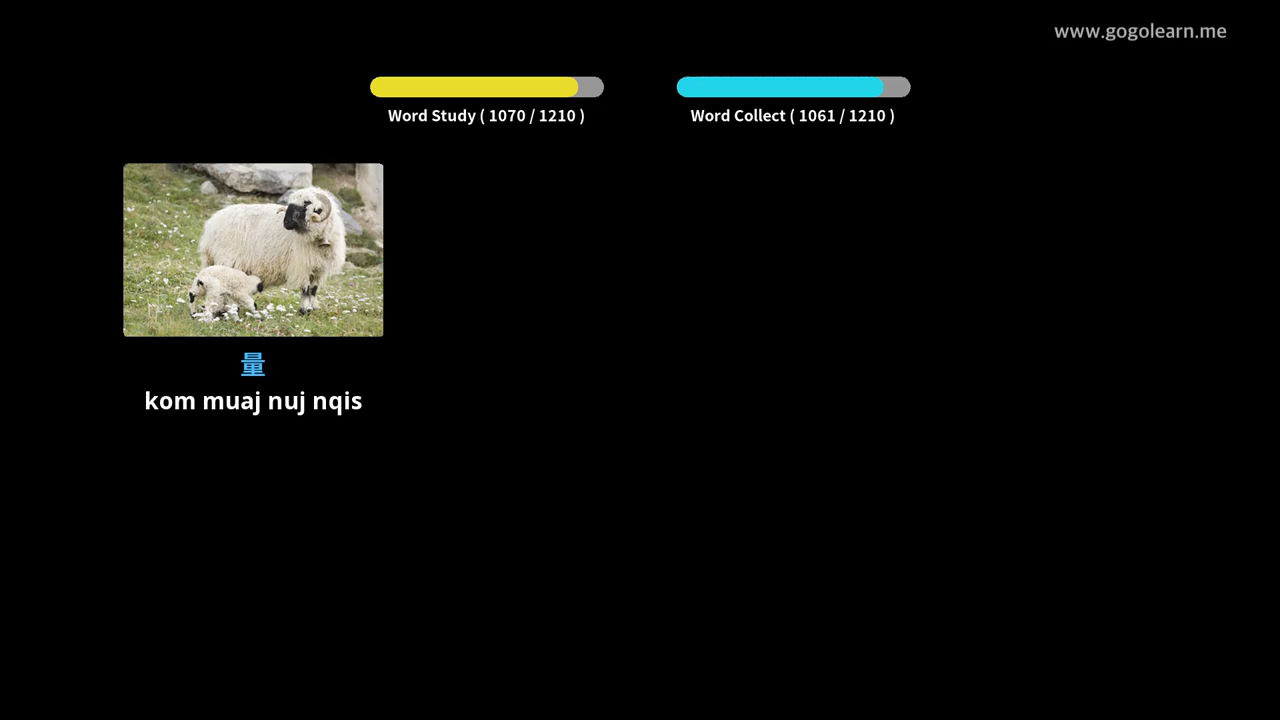 www.gogolearn.me
Word Study ( 1070 / 1210 )
Word Collect ( 1061 / 1210 )
量
kom muaj nuj nqis